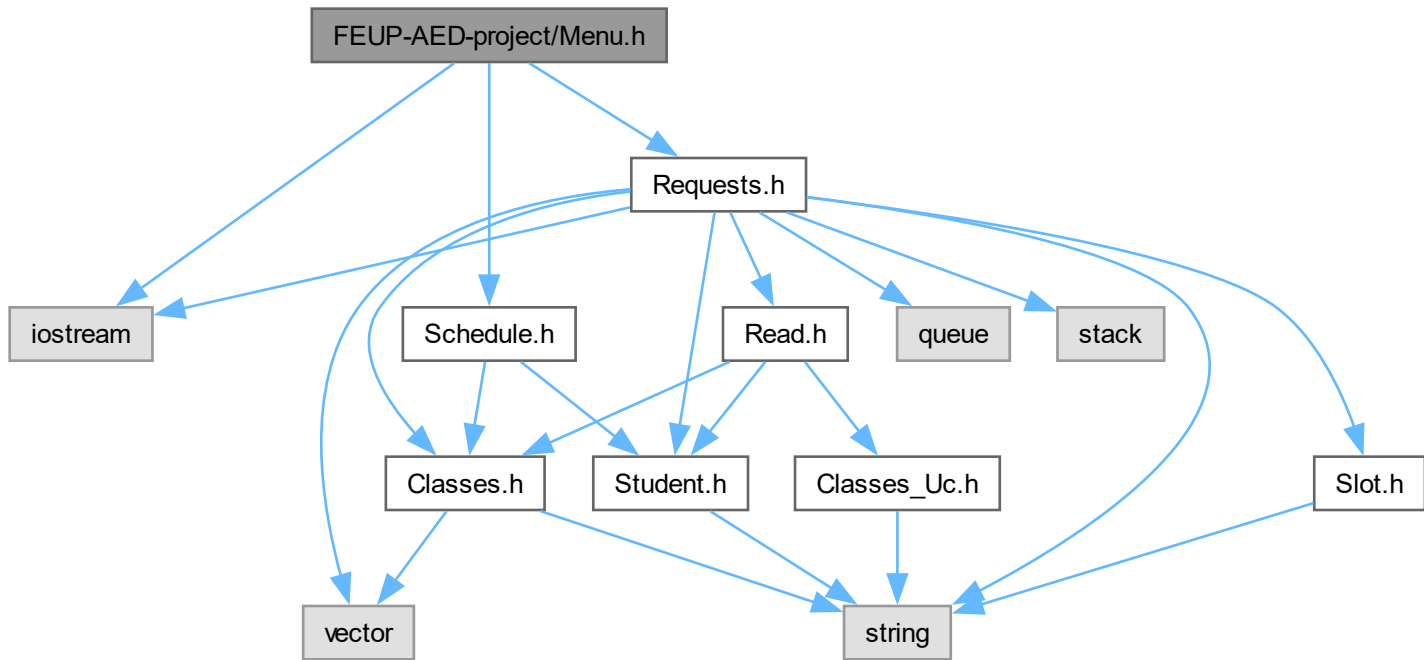 FEUP-AED-project/Menu.h
Requests.h
iostream
Schedule.h
Read.h
queue
stack
Classes.h
Student.h
Classes_Uc.h
Slot.h
vector
string